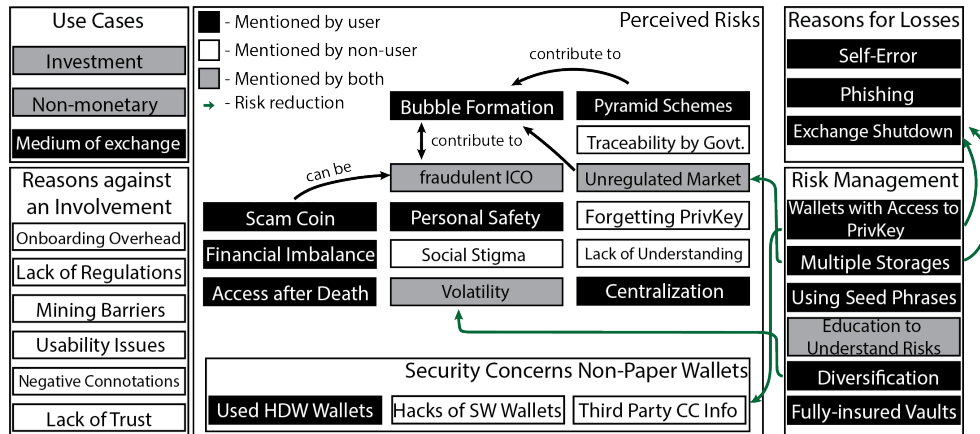 Use Cases
Investment
Non-monetary
Medium of exchange
Reasons against
an Involvement
Onboarding Overhead
Lack of Regulations
Mining Barriers
Usability Issues
Negative Connotations
Lack of Trust
Perceived Risks
- Mentioned by user
- Mentioned by non-user
- Mentioned by both
- Risk reduction
contribute to
Bubble Formation
Pyramid Schemes
contribute to
Traceability by Govt.
can be
fraudulent ICO
Unregulated Market
Scam Coin
Personal Safety
Forgetting PrivKey
Financial Imbalance
Social Stigma
Lack of Understanding
Access after Death
Volatility
Centralization
Security Concerns Non-Paper Wallets
Used HDW Wallets
Hacks of SW Wallets
Third Party CC Info
Reasons for Losses
Self-Error
Phishing
Exchange Shutdown
Risk Management
Wallets with Access to
PrivKey
Multiple Storages
Using Seed Phrases
Education to
Understand Risks
Diversification
Fully-insured Vaults